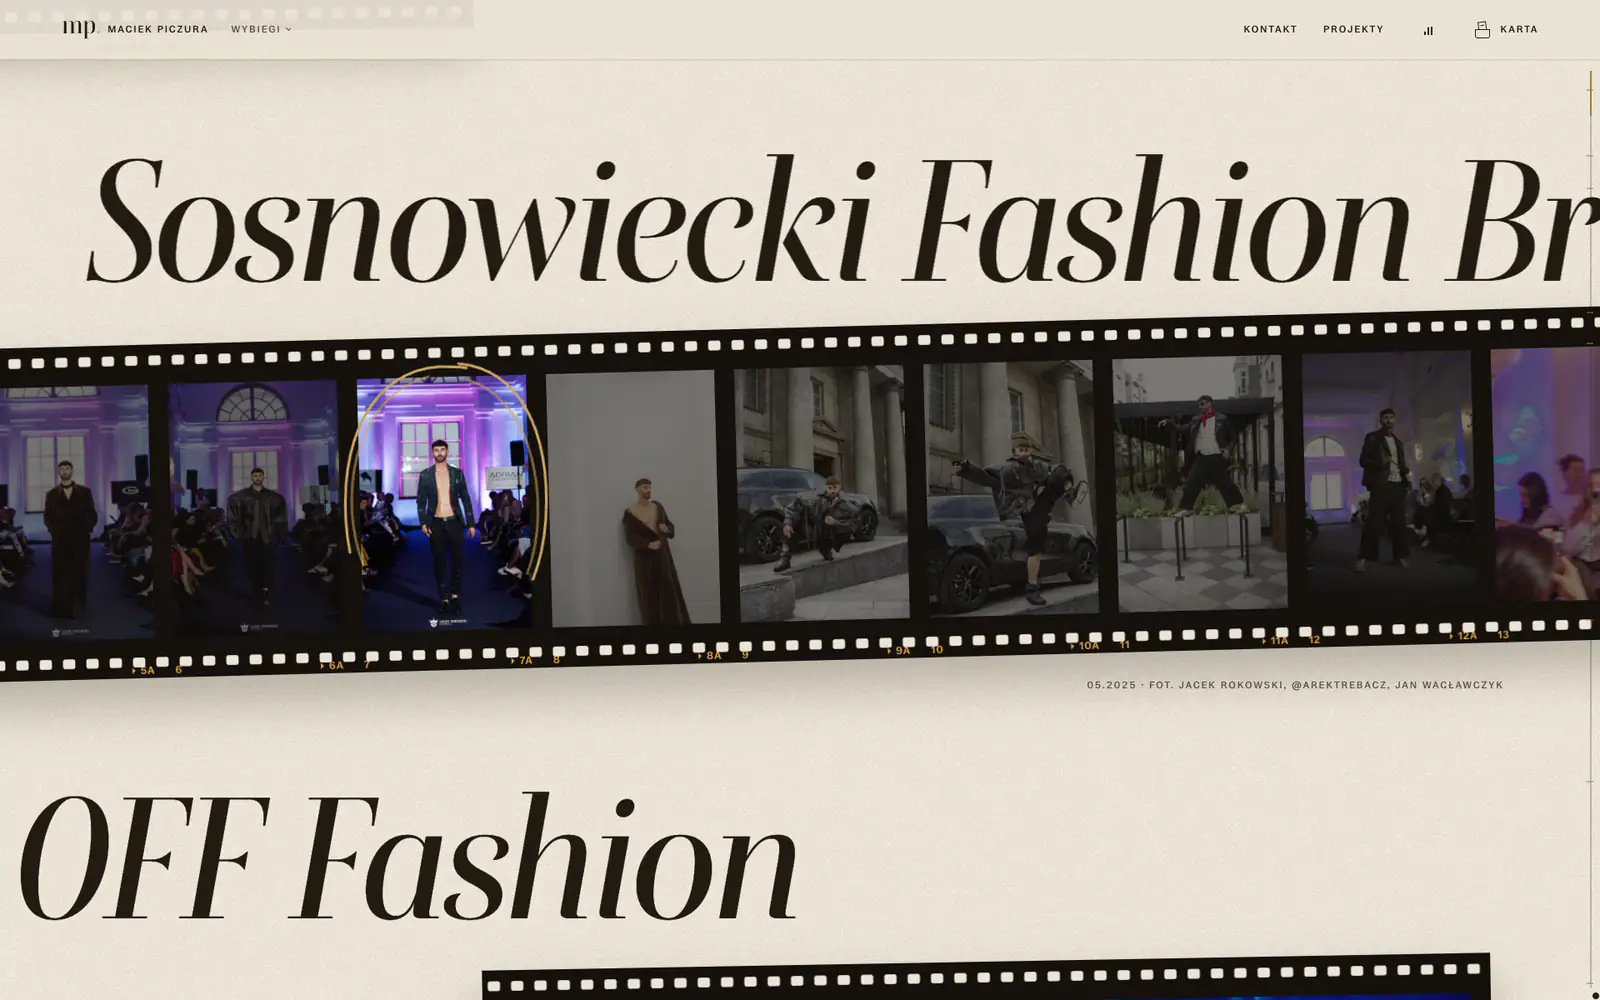 mp. MACIEK PICZURA WYBIEGI KONTAKT PROJEKTY KARTA
Sosnowiecki Fashion Br
5A 6 6A 7 7A 8 8A 9 9A 10 10A 11 11A 12 12A 13
05.2025 · FOT. JACEK ROKOWSKI, @AREKTREBACZ, JAN WACŁAWCZYK
OFF Fashion